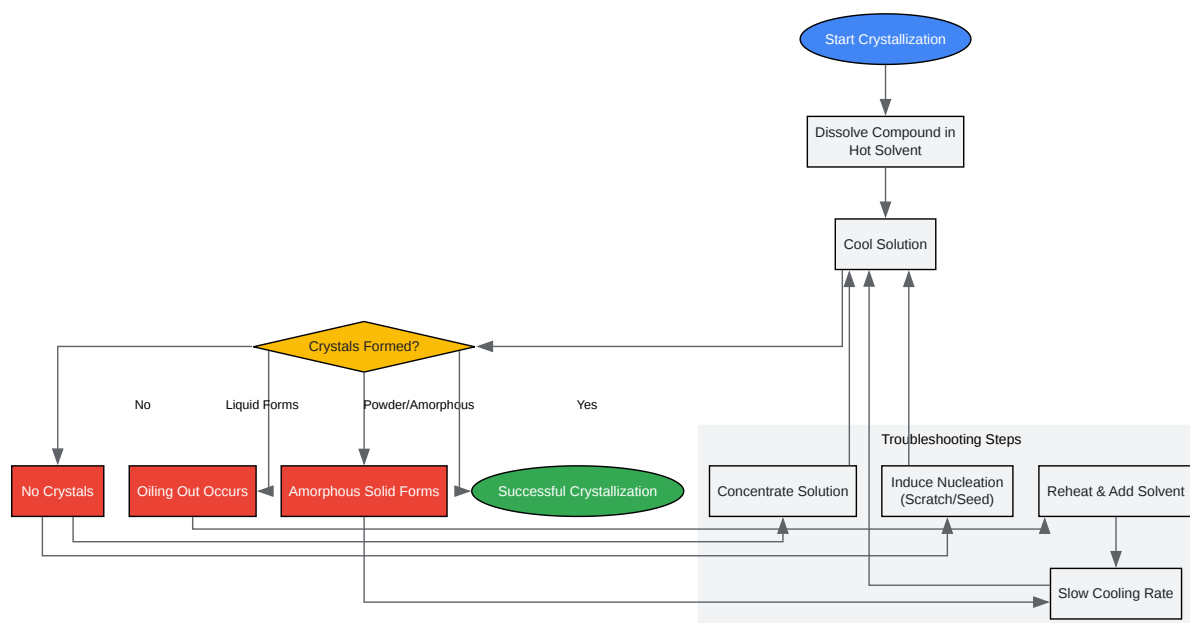 Start Crystallization
Dissolve Compound in
Hot Solvent
Cool Solution
Crystals Formed?
No
Liquid Forms
Powder/Amorphous
Yes
Troubleshooting Steps
No Crystals
Oiling Out Occurs
Amorphous Solid Forms
Successful Crystallization
Concentrate Solution
Induce Nucleation
(Scratch/Seed)
Reheat & Add Solvent
Slow Cooling Rate